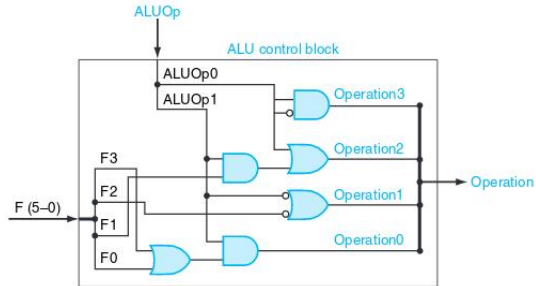 ALUOp
ALU control block
ALUOp0
ALUOp1
Operation3
Operation2
Operation1
Operation0
Operation
F3
F2
F (5–0)
F1
F0